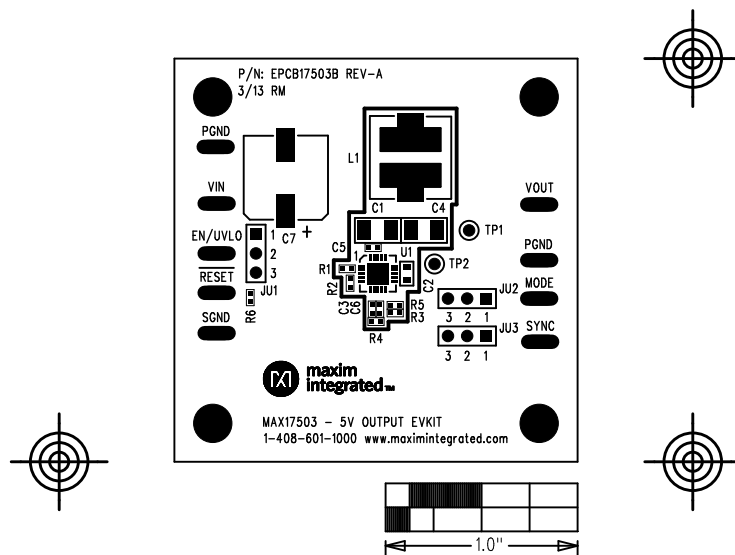 P/N: EPCB17503B REV-A
3/13 RM
PGND
L1
VIN
VOUT
C1 C4
C7 +
TP1
EN/UVLO
1
2
3
JU1
C5
1
U1
PGND
TP2
RESET
R1
R2
C2
MODE
JU2
3 2 1
R6
SGND
C3
C6
R5
R3
R4
JU3
SYNC
3 2 1
maxim
integrated™
MAX17503 - 5V OUTPUT EVKIT
1-408-601-1000 www.maximintegrated.com
1.0"